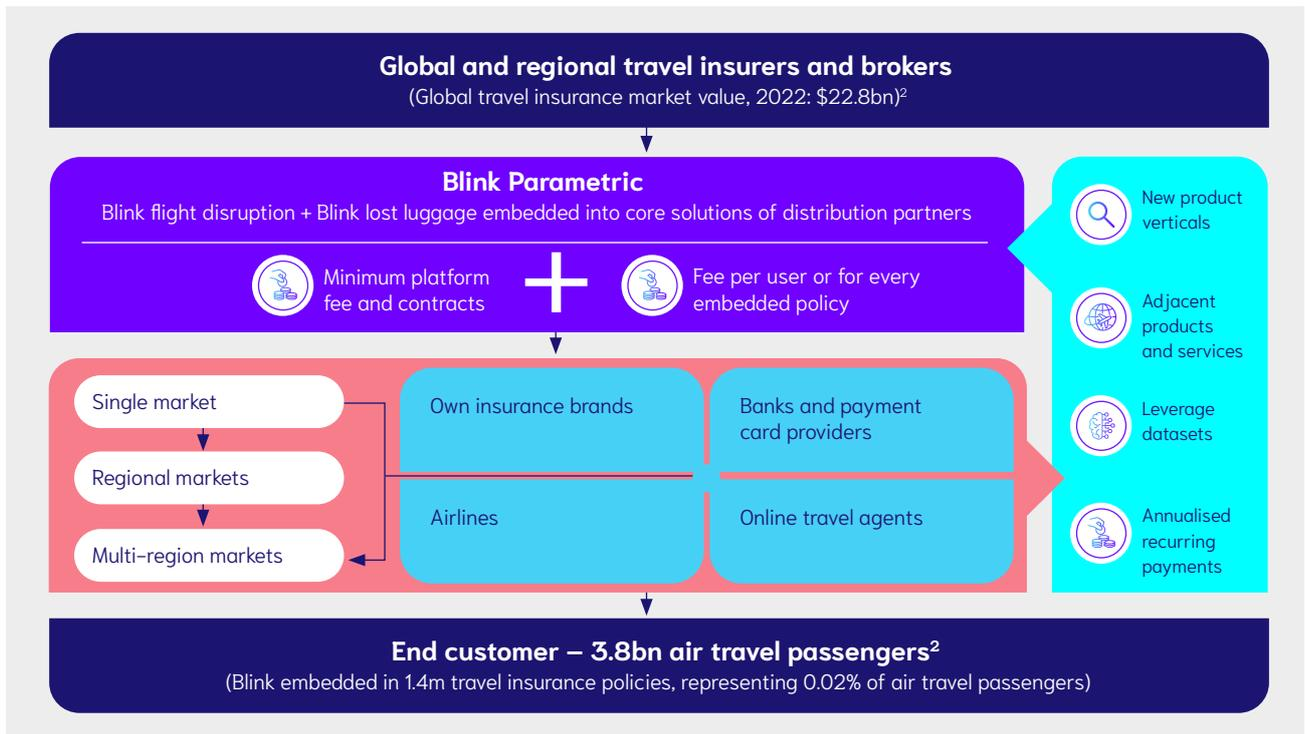 Global and regional travel insurers and brokers
(Global travel insurance market value, 2022: $22.8bn)²
Blink Parametric
Blink flight disruption + Blink lost luggage embedded into core solutions of distribution partners
Minimum platform
fee and contracts
Fee per user or for every
embedded policy
New product
verticals
Adjacent
products
and services
Leverage
datasets
Annualised
recurring
payments
Single market
Regional markets
Multi-region markets
Own insurance brands
Banks and payment
card providers
Airlines
Online travel agents
End customer – 3.8bn air travel passengers²
(Blink embedded in 1.4m travel insurance policies, representing 0.02% of air travel passengers)